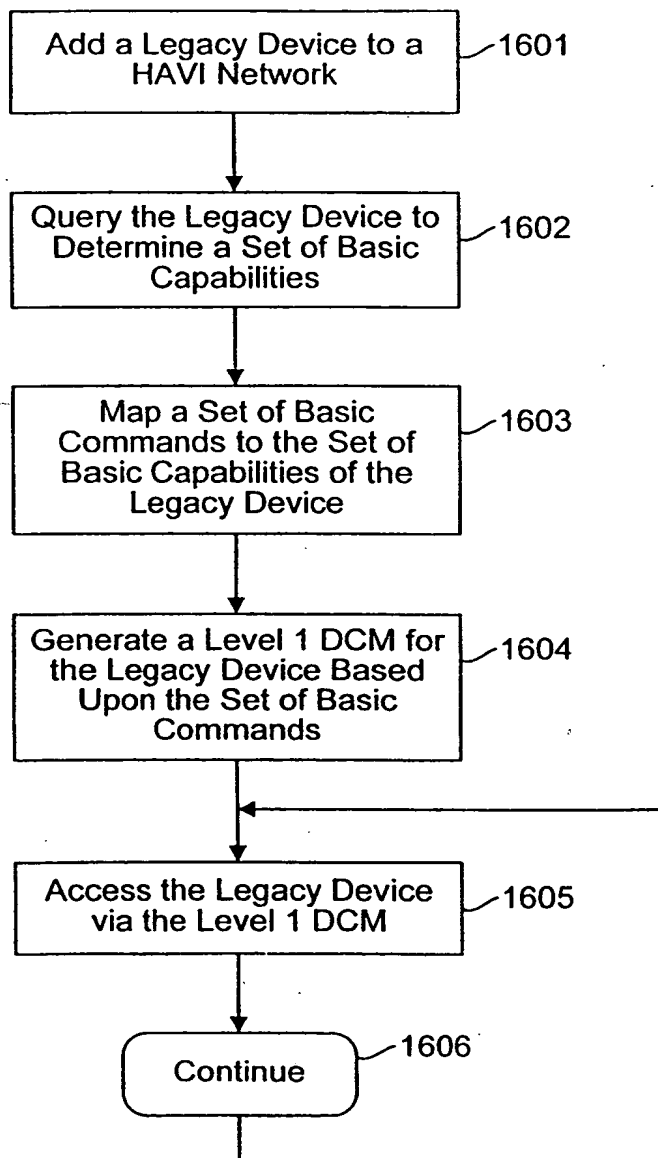 Add a Legacy Device to a
HAVI Network
1601
Query the Legacy Device to
Determine a Set of Basic
Capabilities
1602
Map a Set of Basic
Commands to the Set of
Basic Capabilities of the
Legacy Device
1603
Generate a Level 1 DCM for
the Legacy Device Based
Upon the Set of Basic
Commands
1604
Access the Legacy Device
via the Level 1 DCM
1605
Continue
1606